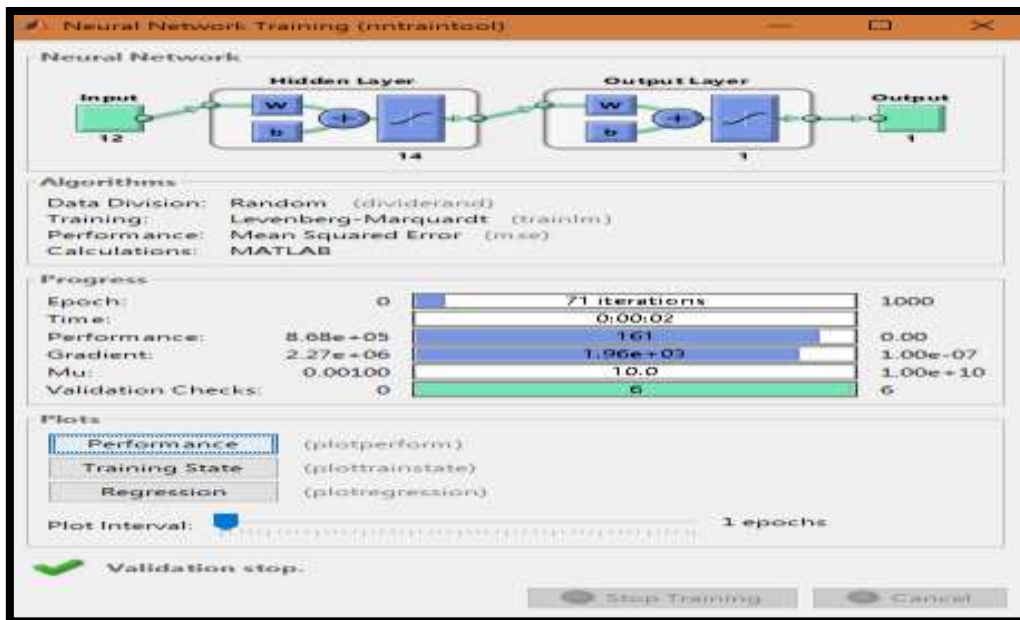 Neural Network Training (nntraintool)
Neural Network
Hidden Layer
Output Layer
Input
Output
W
b
+
W
b
+
12
14
1
1
Algorithms
Data Division: Random (dividerand)
Training: Levenberg-Marquardt (trainlm)
Performance: Mean Squared Error (mse)
Calculations: MATLAB
Progress
Epoch: 0 71 iterations 1000
Time: 0:00:02
Performance: 8.68e+05 161 0.00
Gradient: 2.27e+06 1.96e+03 1.00e-07
Mu: 0.00100 10.0 1.00e+10
Validation Checks: 0 6 6
Plots
Performance (plotperform)
Training State (plottrainstate)
Regression (plotregression)
Plot Interval: 1 epochs
Validation stop.
Stop Training Cancel